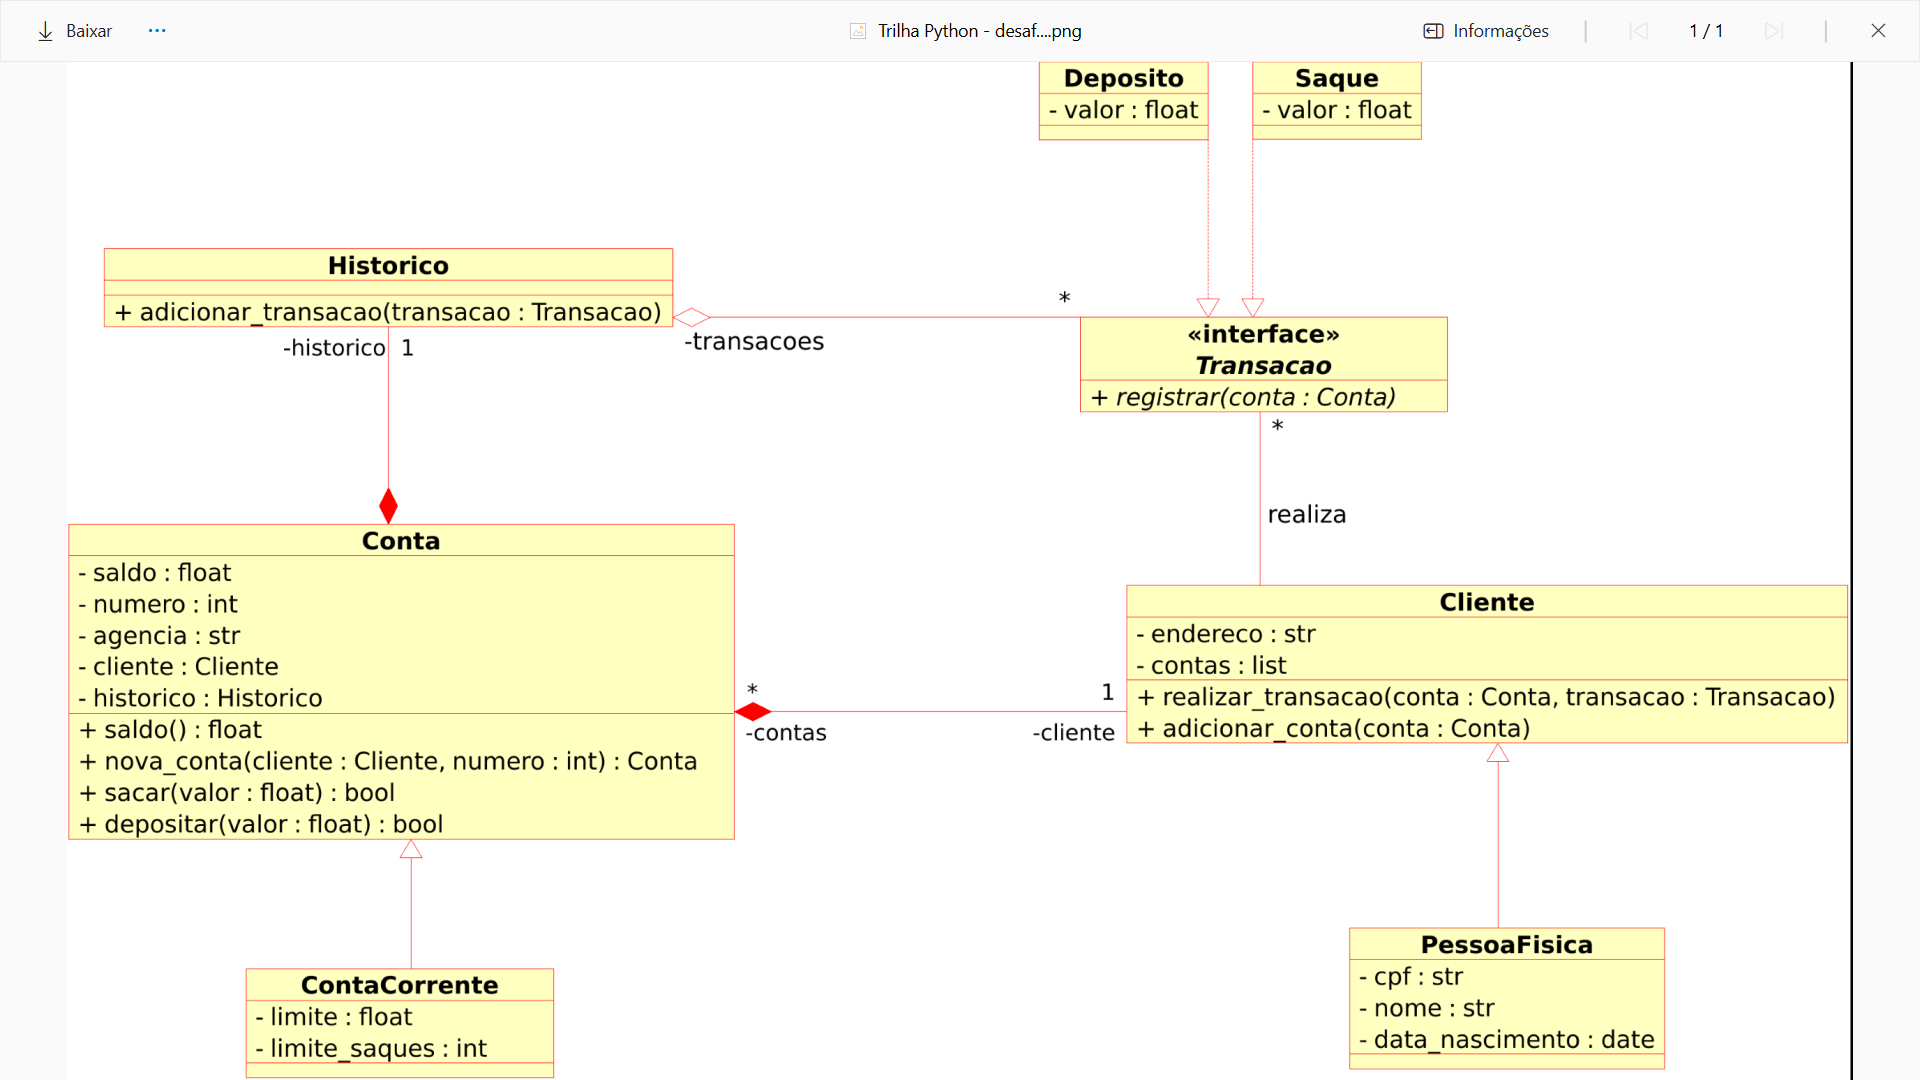 Baixar
...
Trilha Python - desaf....png
Informações
1 / 1
Deposito
- valor : float
Saque
- valor : float
Historico
+ adicionar_transacao(transacao : Transacao)
-historico 1
*
-transacoes
«interface»
Transacao
+ registrar(conta : Conta)
*
realiza
Conta
- saldo : float
- numero : int
- agencia : str
- cliente : Cliente
- historico : Historico
+ saldo() : float
+ nova_conta(cliente : Cliente, numero : int) : Conta
+ sacar(valor : float) : bool
+ depositar(valor : float) : bool
*
-contas
1
-cliente
Cliente
- endereco : str
- contas : list
+ realizar_transacao(conta : Conta, transacao : Transacao)
+ adicionar_conta(conta : Conta)
ContaCorrente
- limite : float
- limite_saques : int
PessoaFisica
- cpf : str
- nome : str
- data_nascimento : date